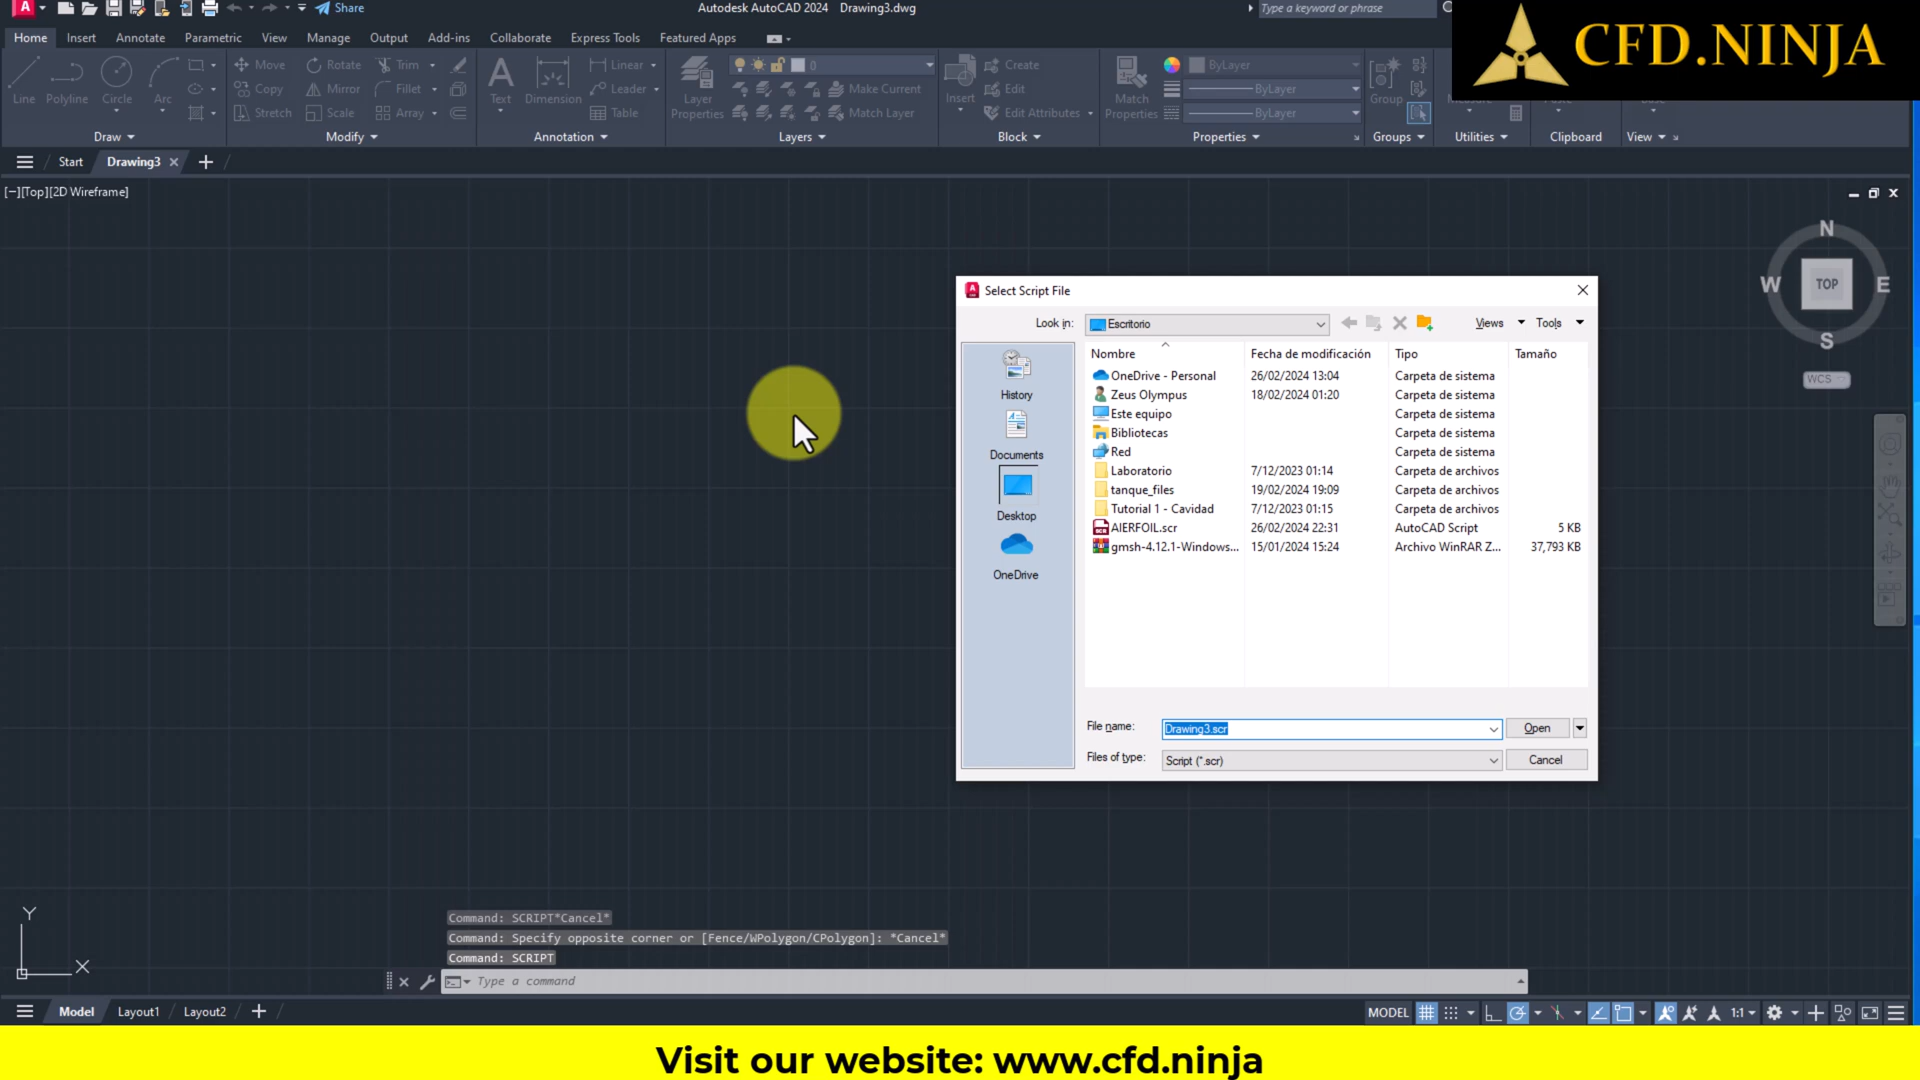 Share
Autodesk AutoCAD 2024 Drawing3.dwg
Type a keyword or phrase
CFD.NINJA
Home Insert Annotate Parametric View Manage Output Add-ins Collaborate Express Tools Featured Apps
Line Polyline Circle Arc
Move Rotate Trim
Copy Mirror Fillet
Stretch Scale Array
Text Dimension
Linear
Leader
Table
Layer Properties
0
Make Current
Match Layer
Insert
Create
Edit
Edit Attributes
Match Properties
ByLayer
ByLayer
ByLayer
Group
Draw Modify Annotation Layers Block Properties Groups Utilities Clipboard View
Start Drawing3
[−][Top][2D Wireframe]
N
W TOP E
S
WCS
Select Script File
Look in: Escritorio Views Tools
Nombre Fecha de modificación Tipo Tamaño
OneDrive - Personal 26/02/2024 13:04 Carpeta de sistema
Zeus Olympus 18/02/2024 01:20 Carpeta de sistema
Este equipo Carpeta de sistema
Bibliotecas Carpeta de sistema
Red Carpeta de sistema
Laboratorio 7/12/2023 01:14 Carpeta de archivos
tanque_files 19/02/2024 19:09 Carpeta de archivos
Tutorial 1 - Cavidad 7/12/2023 01:15 Carpeta de archivos
AIERFOIL.scr 26/02/2024 22:31 AutoCAD Script 5 KB
gmsh-4.12.1-Windows... 15/01/2024 15:24 Archivo WinRAR Z... 37,793 KB
History
Documents
Desktop
OneDrive
File name: Drawing3.scr Open
Files of type: Script (*.scr) Cancel
Y
X
Command: SCRIPT*Cancel*
Command: Specify opposite corner or [Fence/WPolygon/CPolygon]: *Cancel*
Command: SCRIPT
Type a command
Model Layout1 Layout2
MODEL 1:1
Visit our website: www.cfd.ninja